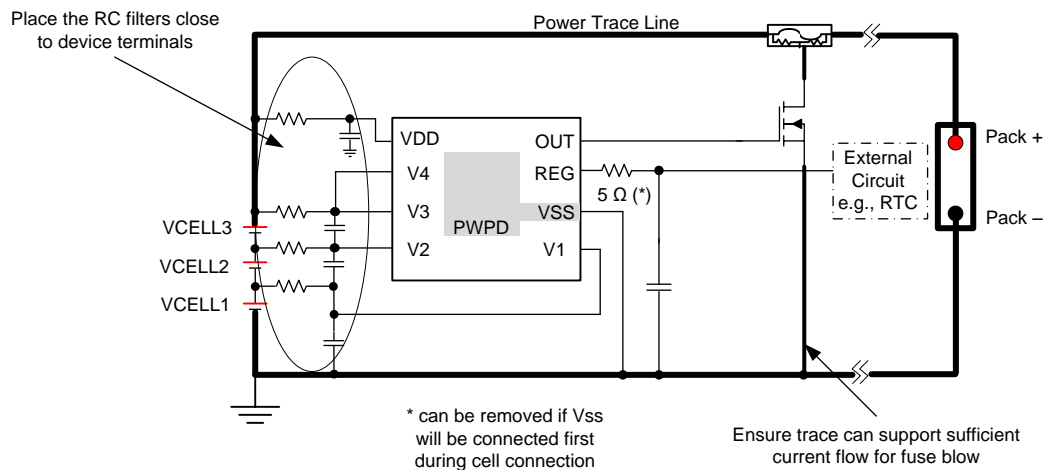 Place the RC filters close
to device terminals
Power Trace Line
VDD
OUT
Pack +
V4
REG
External
Circuit
e.g., RTC
5 Ω (*)
V3
VSS
Pack –
VCELL3
PWPD
V2
V1
VCELL2
VCELL1
* can be removed if Vss
will be connected first
during cell connection
Ensure trace can support sufficient
current flow for fuse blow